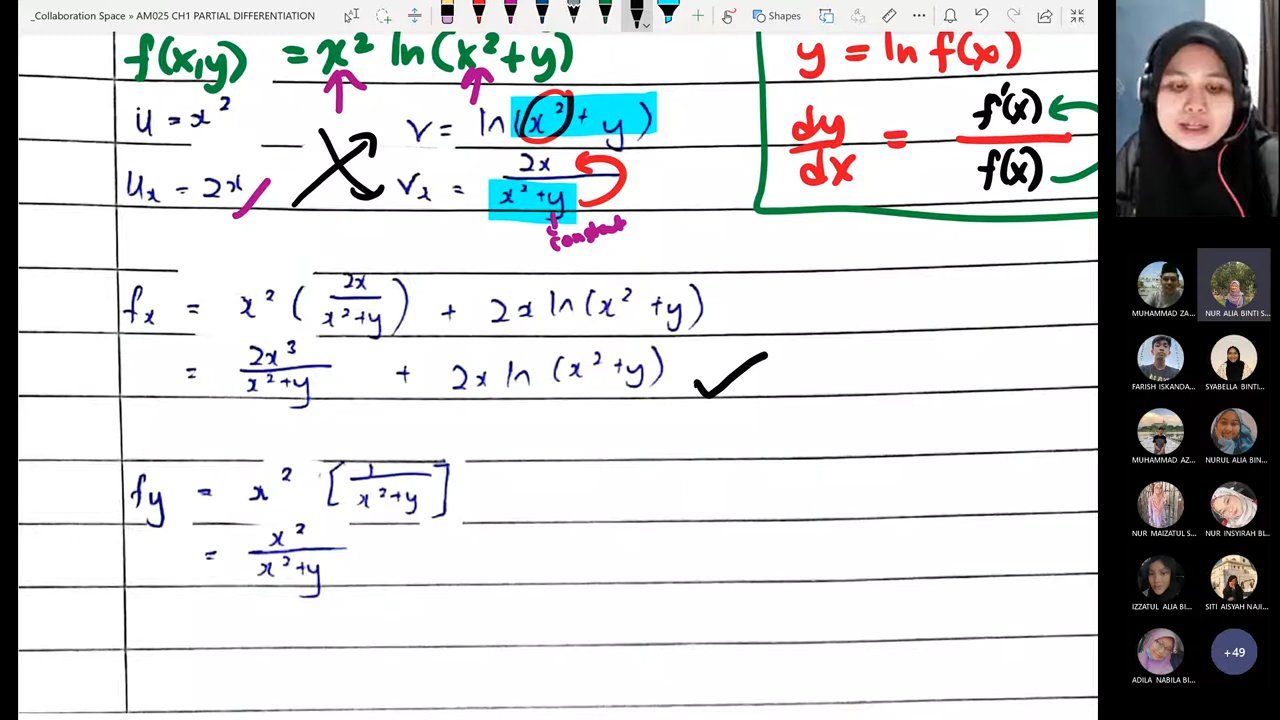 _Collaboration Space » AM025 CH1 PARTIAL DIFFERENTIATION
Shapes
f(x,y) = x² ln(x²+y)
u = x²
v = ln(x² + y)
uₓ = 2x
vₓ = 2x / x²+y
constant
y = ln f(x)
dy/dx = f'(x) / f(x)
fx = x² (2x / x²+y) + 2x ln(x²+y)
= 2x³ / x²+y + 2x ln(x²+y)
fy = x² [1 / x²+y]
= x² / x²+y
MUHAMMAD ZA...
NUR ALIA BINTI S...
FARISH ISKANDA...
SYABELLA BINTI...
MUHAMMAD AZ...
NURUL ALIA BIN...
NUR MAIZATUL S...
NUR INSYIRAH BI...
IZZATUL ALIA BI...
SITI AISYAH NAJI...
ADILA NABILA BI...
+49